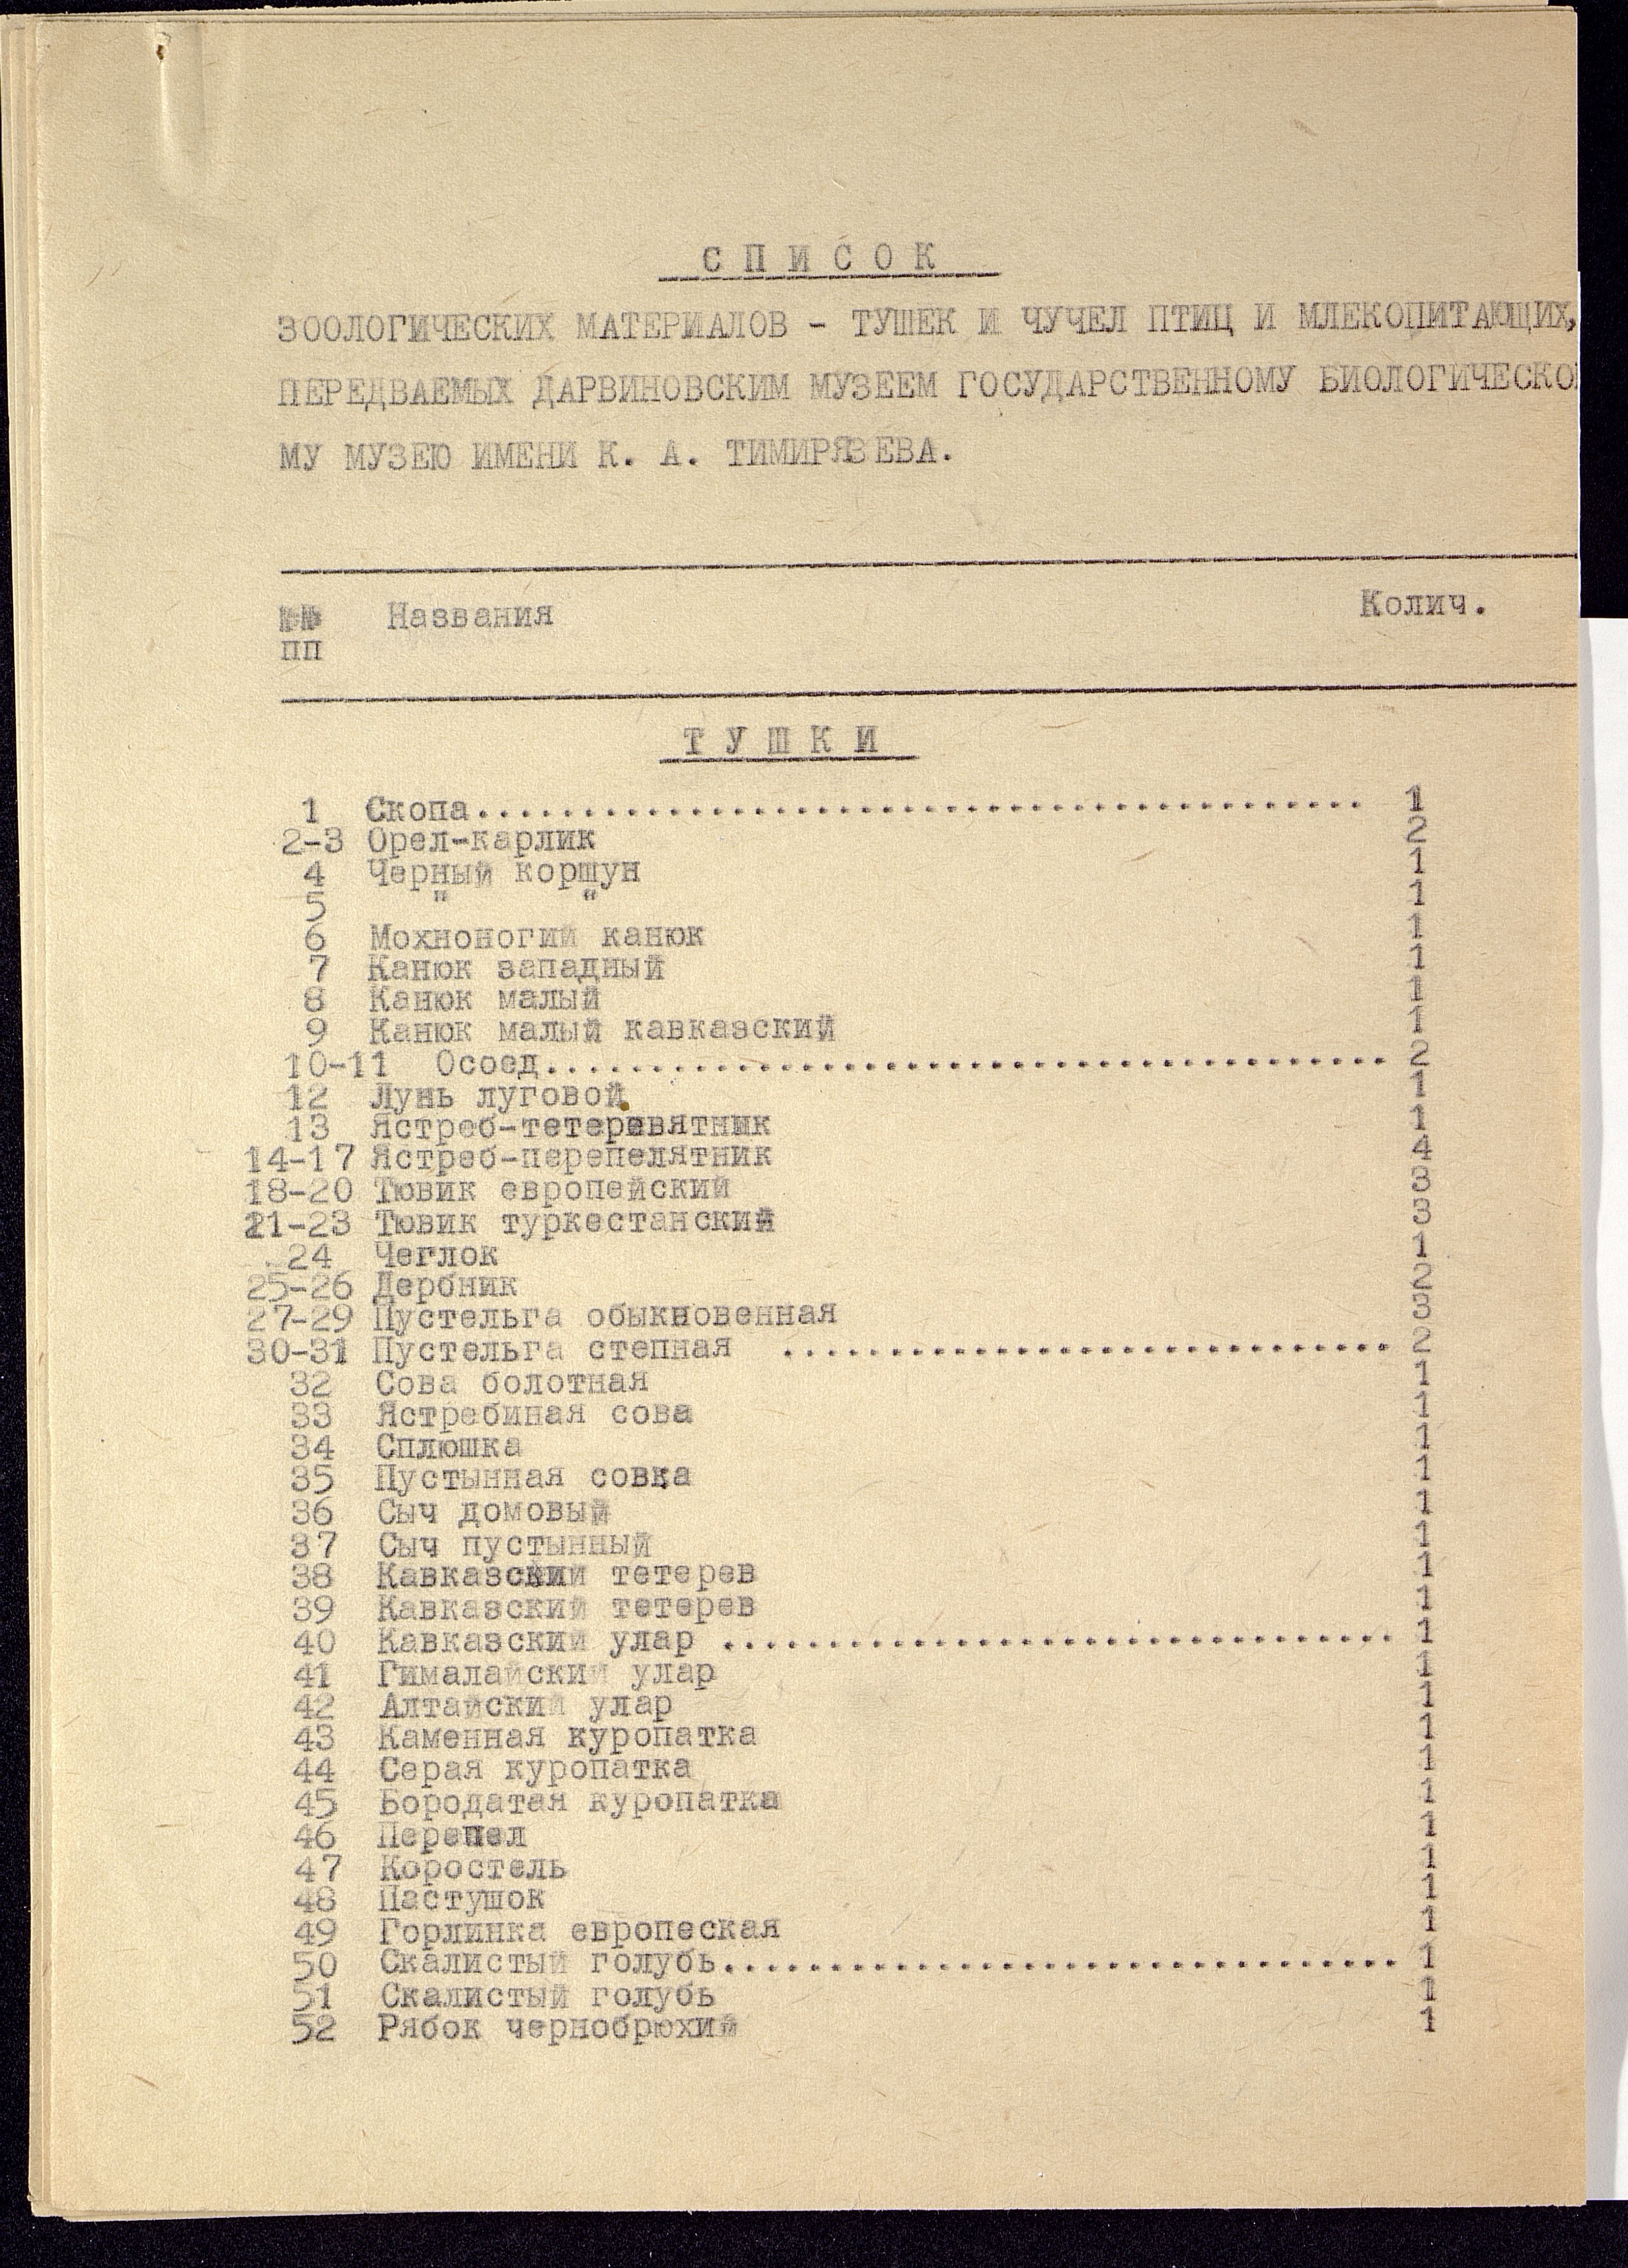 С П И С О К
ЗООЛОГИЧЕСКИХ МАТЕРИАЛОВ - ТУШЕК И ЧУЧЕЛ ПТИЦ И МЛЕКОПИТАЮЩИХ,
ПЕРЕДВАЕМЫХ ДАРВИНОВСКИМ МУЗЕЕМ ГОСУДАРСТВЕННОМУ БИОЛОГИЧЕСКО
МУ МУЗЕЮ ИМЕНИ К. А. ТИМИРЯЗЕВА.
№№ Названия Колич.
пп
Т У Ш К И
1 Скопа.......................................... 1
2-3 Орел-карлик 2
4 Черный коршун 1
5 " " 1
6 Мохноногий канюк 1
7 Канюк западный 1
8 Канюк малый 1
9 Канюк малый кавказский 1
10-11 Осоед........................................ 2
12 Лунь луговой 1
13 Ястреб-тетеревятник 1
14-17 Ястреб-перепелятник 4
18-20 Тювик европейский 3
21-23 Тювик туркестанский 3
24 Чеглок 1
25-26 Дербник 2
27-29 Пустельга обыкновенная 3
30-31 Пустельга степная ............................. 2
32 Сова болотная 1
33 Ястребиная сова 1
34 Сплюшка 1
35 Пустынная совка 1
36 Сыч домовый 1
37 Сыч пустынный 1
38 Кавказский тетерев 1
39 Кавказский тетерев 1
40 Кавказский улар ................................ 1
41 Гималайский улар 1
42 Алтайский улар 1
43 Каменная куропатка 1
44 Серая куропатка 1
45 Бородатая куропатка 1
46 Перепел 1
47 Коростель 1
48 Пастушок 1
49 Горлинка европеская 1
50 Скалистый голубь................................ 1
51 Скалистый голубь 1
52 Рябок чернобрюхий 1